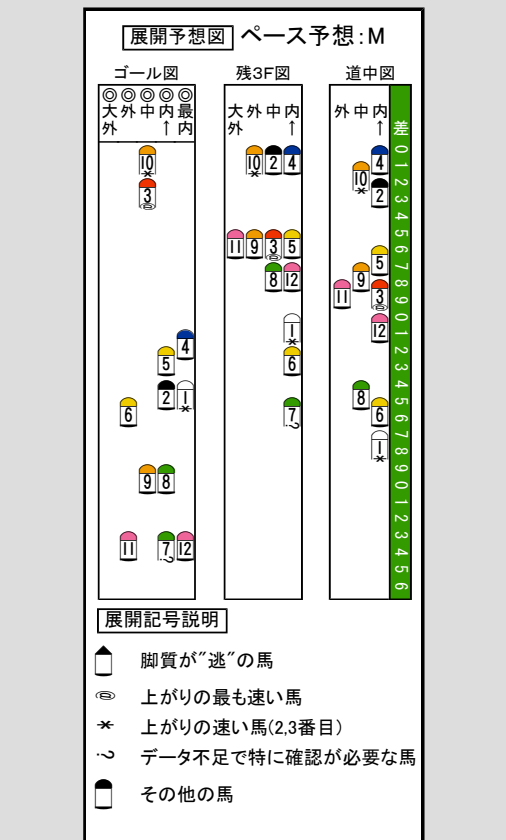 展開予想図 ペース予想:M
ゴール図 残3F図 道中図
◎◎◎◎◎
大外 外 中 内↑ 最内
大外 外 中 内↑
外 中 内↑
差
0 1 2 3 4 5 6 7 8 9 0 1 2 3 4 5 6 7 8 9 0 1 2 3 4 5 6
10
3
4
5
2 1
6
9 8
11 7 12
10 2 4
11 9 3 5
8 12
1
6
7
4
10
2
5
9
11 3
12
8
6
1
展開記号説明
脚質が"逃"の馬
上がりの最も速い馬
上がりの速い馬(2,3番目)
データ不足で特に確認が必要な馬
その他の馬